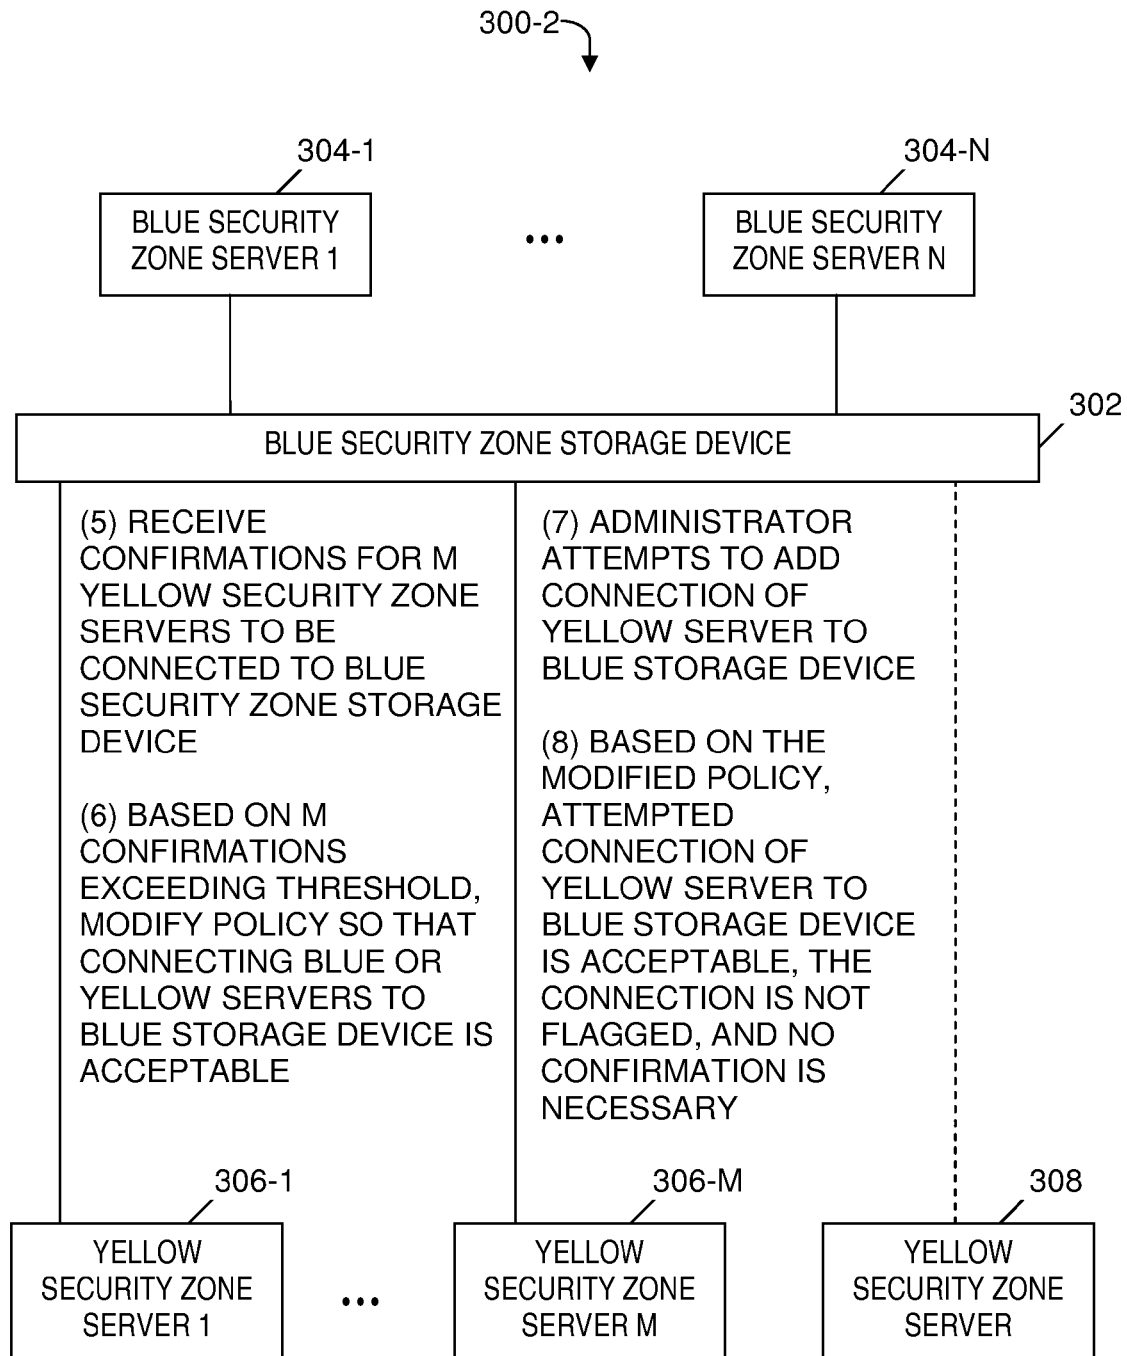 300-2
304-1
304-N
BLUE SECURITY
ZONE SERVER 1
•••
BLUE SECURITY
ZONE SERVER N
302
BLUE SECURITY ZONE STORAGE DEVICE
(5) RECEIVE
CONFIRMATIONS FOR M
YELLOW SECURITY ZONE
SERVERS TO BE
CONNECTED TO BLUE
SECURITY ZONE STORAGE
DEVICE
(6) BASED ON M
CONFIRMATIONS
EXCEEDING THRESHOLD,
MODIFY POLICY SO THAT
CONNECTING BLUE OR
YELLOW SERVERS TO
BLUE STORAGE DEVICE IS
ACCEPTABLE
(7) ADMINISTRATOR
ATTEMPTS TO ADD
CONNECTION OF
YELLOW SERVER TO
BLUE STORAGE DEVICE
(8) BASED ON THE
MODIFIED POLICY,
ATTEMPTED
CONNECTION OF
YELLOW SERVER TO
BLUE STORAGE DEVICE
IS ACCEPTABLE, THE
CONNECTION IS NOT
FLAGGED, AND NO
CONFIRMATION IS
NECESSARY
306-1
306-M
308
YELLOW
SECURITY ZONE
SERVER 1
•••
YELLOW
SECURITY ZONE
SERVER M
YELLOW
SECURITY ZONE
SERVER